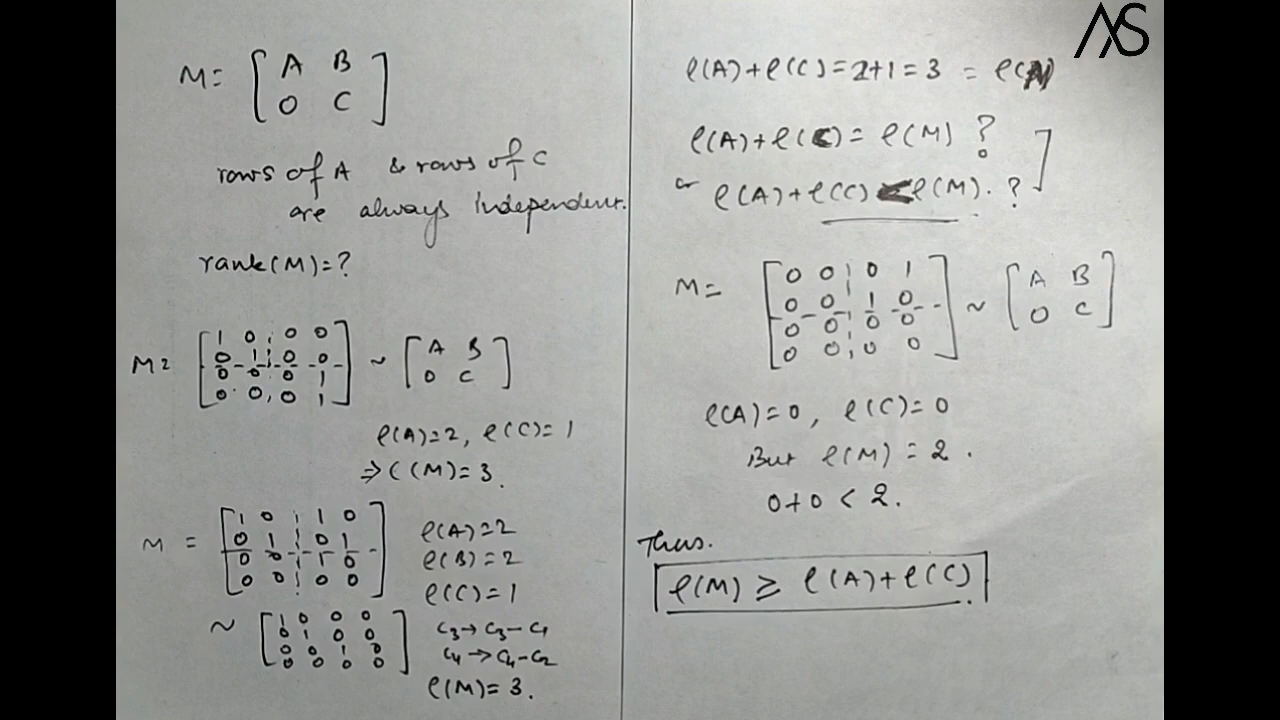 M= [ A B
O C ]
rows of A & rows of C
are always independent.
rank(M)=?
M= [ 1 0 0 0
0 1 0 0
0 0 0 1
0 0 0 1 ] ~ [ A B
O C ]
ρ(A)=2, ρ(C)=1
⇒ρ(M)=3.
M = [ 1 0 1 0
0 1 0 1
0 0 1 0
0 0 0 0 ]
ρ(A)=2
ρ(B)=2
ρ(C)=1
~ [ 1 0 0 0
0 1 0 0
0 0 1 0
0 0 0 0 ]
C₃→C₃-C₁
C₄→C₄-C₂
ρ(M)=3.
AS
ρ(A)+ρ(C)=2+1=3 = ρ(M)
ρ(A)+ρ(C)= ρ(M) ?
or ρ(A)+ρ(C)<ρ(M). ?
M= [ 0 0 0 1
0 0 1 0
0 0 0 0
0 0 0 0 ] ~ [ A B
O C ]
ρ(A)=0, ρ(C)=0
But ρ(M)=2.
0+0<2.
Thus.
ρ(M) ≥ ρ(A)+ρ(C).